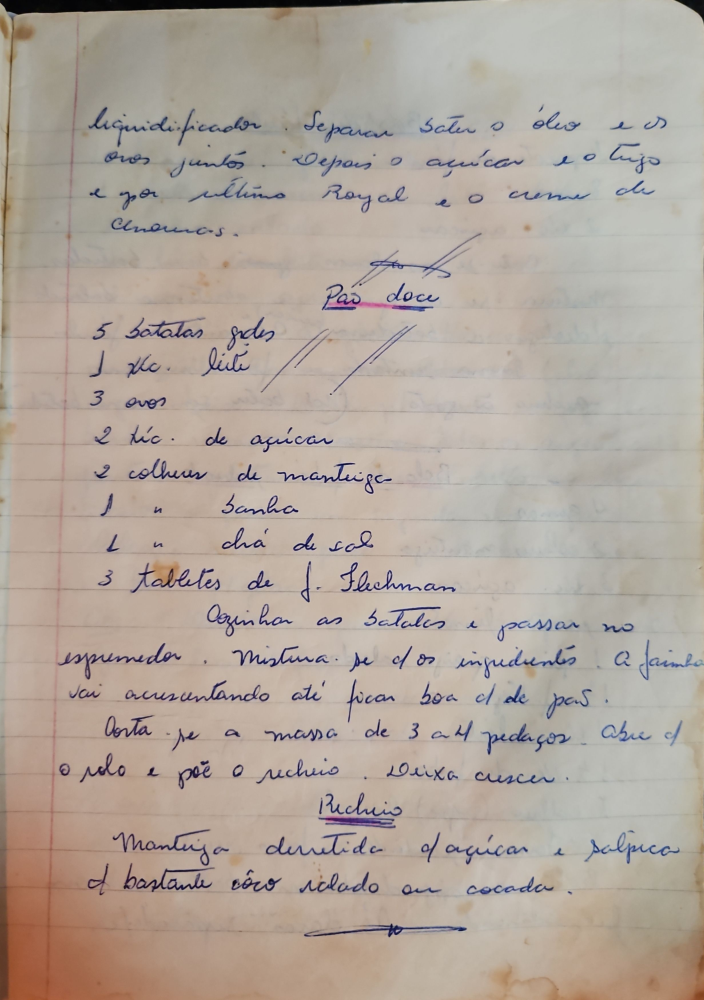 liquidificador. Separar bater o óleo e os
ovos juntos. Depois o açúcar e o trigo
e por último Royal e o creme de
cenouras.
Pão doce
5 batatas gdes
1 xíc. leite
3 ovos
2 xíc. de açúcar
2 colheres de manteiga
1 " banha
1 " chá de sal
3 tabletes de f. Flechman
Cozinhar as batatas e passar no
espremedor. Mistura-se c/ os ingredientes. A farinha
vai acrescentando até ficar boa c/ de pão.
Corta-se a massa de 3 a 4 pedaços. Abre c/
o rolo e põe o recheio. Deixa crescer.
Recheio
Manteiga derretida c/ açúcar e salpica
c/ bastante côco ralado ou cocada.